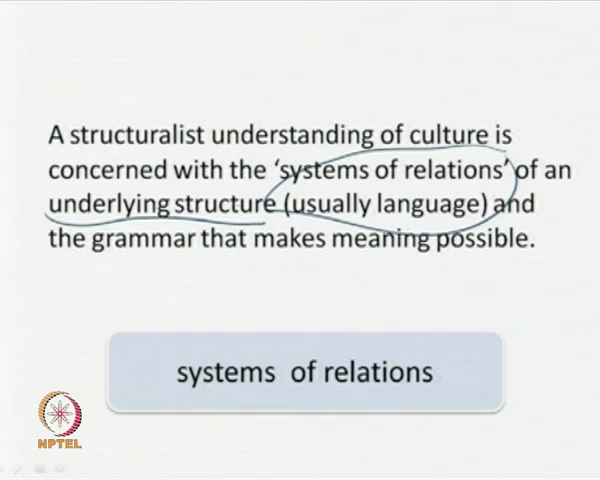 A structuralist understanding of culture is
concerned with the ‘systems of relations’ of an
underlying structure (usually language) and
the grammar that makes meaning possible.
systems of relations
NPTEL